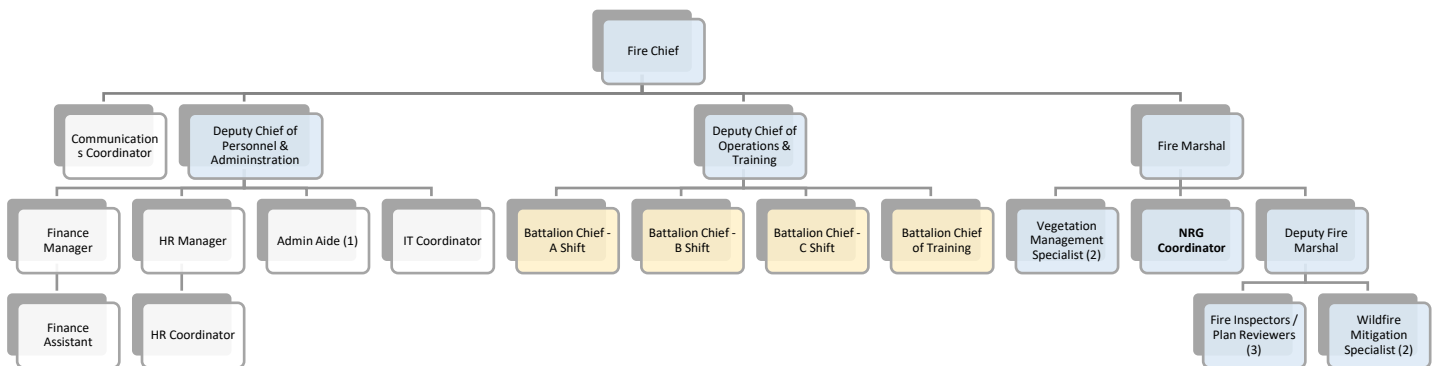 Fire Chief
Communication
s Coordinator
Deputy Chief of
Personnel &
Admininstration
Deputy Chief of
Operations &
Training
Fire Marshal
Finance
Manager
HR Manager
Admin Aide (1)
IT Coordinator
Battalion Chief -
A Shift
Battalion Chief -
B Shift
Battalion Chief -
C Shift
Battalion Chief
of Training
Vegetation
Management
Specialist (2)
NRG
Coordinator
Deputy Fire
Marshal
Finance
Assistant
HR Coordinator
Fire Inspectors /
Plan Reviewers
(3)
Wildfire
Mitigation
Specialist (2)